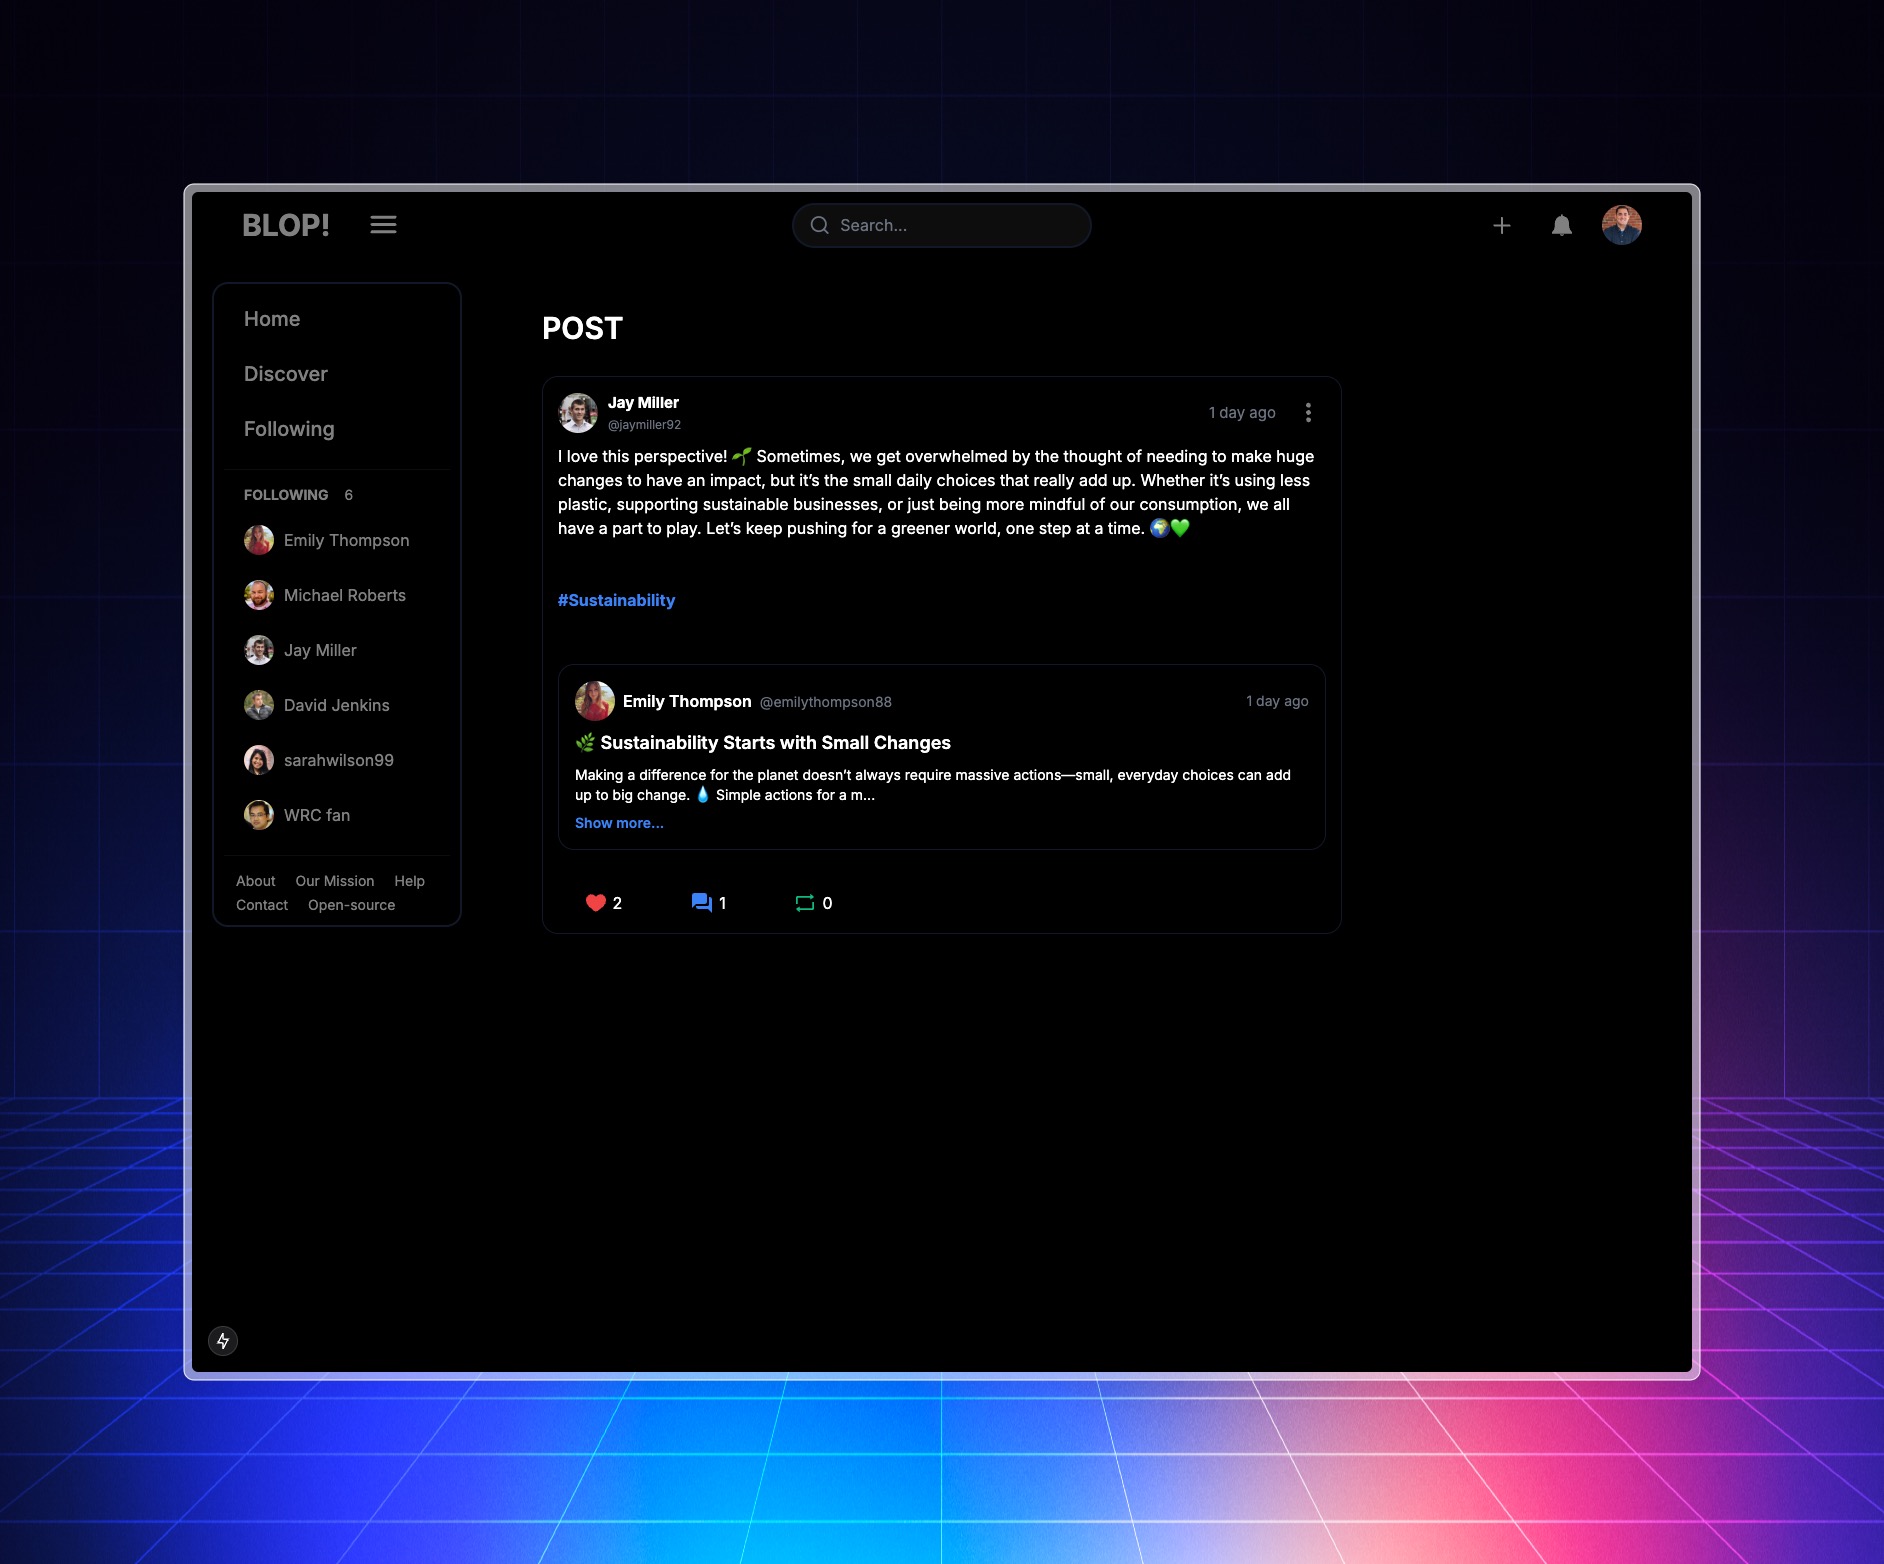 BLOP!
Search...
Home
Discover
Following
FOLLOWING 6
Emily Thompson
Michael Roberts
Jay Miller
David Jenkins
sarahwilson99
WRC fan
About Our Mission Help
Contact Open-source
POST
Jay Miller
@jaymiller92
1 day ago
I love this perspective! 🌱 Sometimes, we get overwhelmed by the thought of needing to make huge
changes to have an impact, but it’s the small daily choices that really add up. Whether it’s using less
plastic, supporting sustainable businesses, or just being more mindful of our consumption, we all
have a part to play. Let’s keep pushing for a greener world, one step at a time. 🌍💚
#Sustainability
Emily Thompson @emilythompson88 1 day ago
🌿 Sustainability Starts with Small Changes
Making a difference for the planet doesn’t always require massive actions—small, everyday choices can add
up to big change. 💧 Simple actions for a m...
Show more...
2 1 0